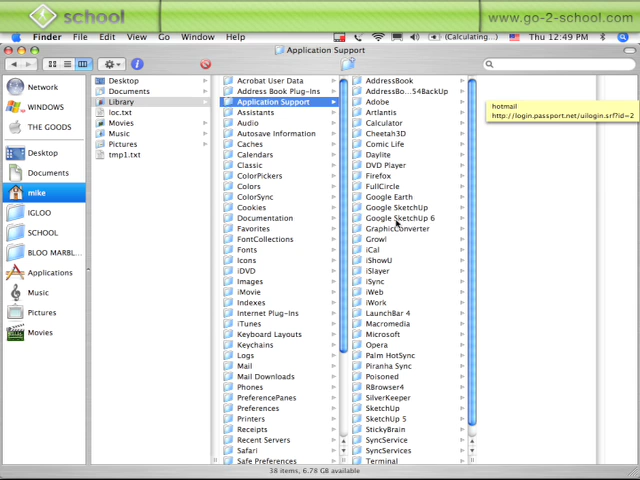 school
www.go-2-school.com
Finder File Edit View Go Window Help (Calculating... Thu 12:49 PM
Application Support
Network
WINDOWS
THE GOODS
Desktop
Documents
mike
IGLOO
SCHOOL
BLOO MARBL...
Applications
Music
Pictures
Movies
Desktop
Documents
Library
loc.txt
Movies
Music
Pictures
tmp1.txt
Acrobat User Data
Address Book Plug-Ins
Application Support
Assistants
Audio
Autosave Information
Caches
Calendars
Classic
ColorPickers
Colors
ColorSync
Cookies
Documentation
Favorites
FontCollections
Fonts
Icons
iDVD
Images
iMovie
Indexes
Internet Plug-Ins
iTunes
Keyboard Layouts
Keychains
Logs
Mail
Mail Downloads
Phones
PreferencePanes
Preferences
Printers
Receipts
Recent Servers
Safari
Safe Preferences
AddressBook
AddressBo...54BackUp
Adobe
Artlantis
Calculator
Cheetah3D
Comic Life
Daylite
DVD Player
Firefox
FullCircle
Google Earth
Google SketchUp
Google SketchUp 6
GraphicConverter
Growl
iCal
iShowU
iSlayer
iSync
iWeb
iWork
LaunchBar 4
Macromedia
Microsoft
Opera
Palm HotSync
Piranha Sync
Poisoned
RBrowser4
SilverKeeper
SketchUp
SketchUp 5
StickyBrain
SyncService
SyncServices
Terminal
hotmail
http://login.passport.net/uilogin.srf?id=2
38 items, 6.78 GB available